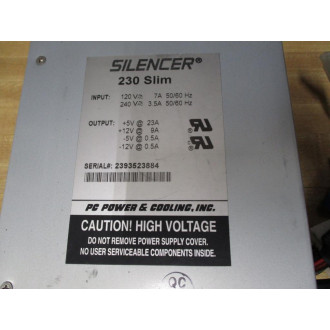 SILENCER®
230 Slim
INPUT: 120 V~ 7A 50/60 Hz
240 V~ 3.5A 50/60 Hz
OUTPUT: +5V @ 23A
+12V @ 9A
-5V @ 0.5A
-12V @ 0.5A
SERIAL#: 2393523884
PC POWER & COOLING, INC.
CAUTION! HIGH VOLTAGE
DO NOT REMOVE POWER SUPPLY COVER.
NO USER SERVICEABLE COMPONENTS INSIDE.
QC